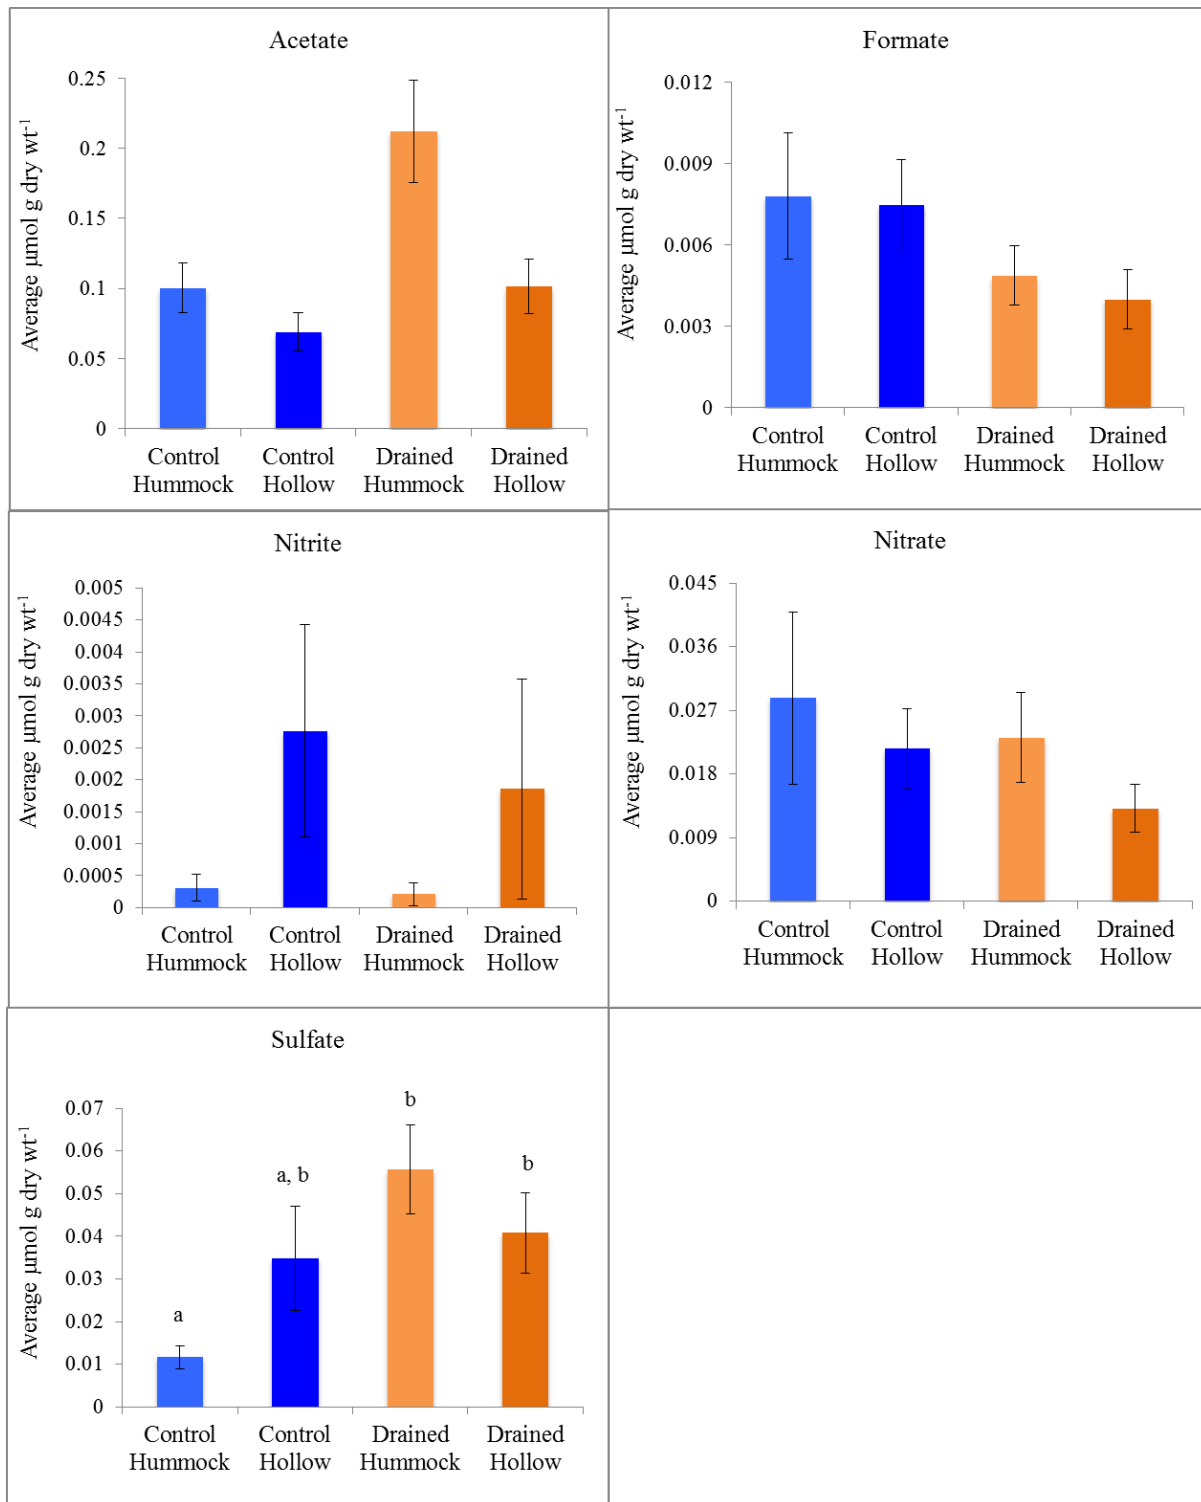 Acetate
Average µmol g dry wt-1
0.25
0.2
0.15
0.1
0.05
0
Control Hummock
Control Hollow
Drained Hummock
Drained Hollow
Formate
Average µmol g dry wt-1
0.012
0.009
0.006
0.003
0
Control Hummock
Control Hollow
Drained Hummock
Drained Hollow
Nitrite
Average µmol g dry wt-1
0.005
0.0045
0.004
0.0035
0.003
0.0025
0.002
0.0015
0.001
0.0005
0
Control Hummock
Control Hollow
Drained Hummock
Drained Hollow
Nitrate
Average µmol g dry wt-1
0.045
0.036
0.027
0.018
0.009
0
Control Hummock
Control Hollow
Drained Hummock
Drained Hollow
Sulfate
Average µmol g dry wt-1
0.07
0.06
0.05
0.04
0.03
0.02
0.01
0
a
a, b
b
b
Control Hummock
Control Hollow
Drained Hummock
Drained Hollow